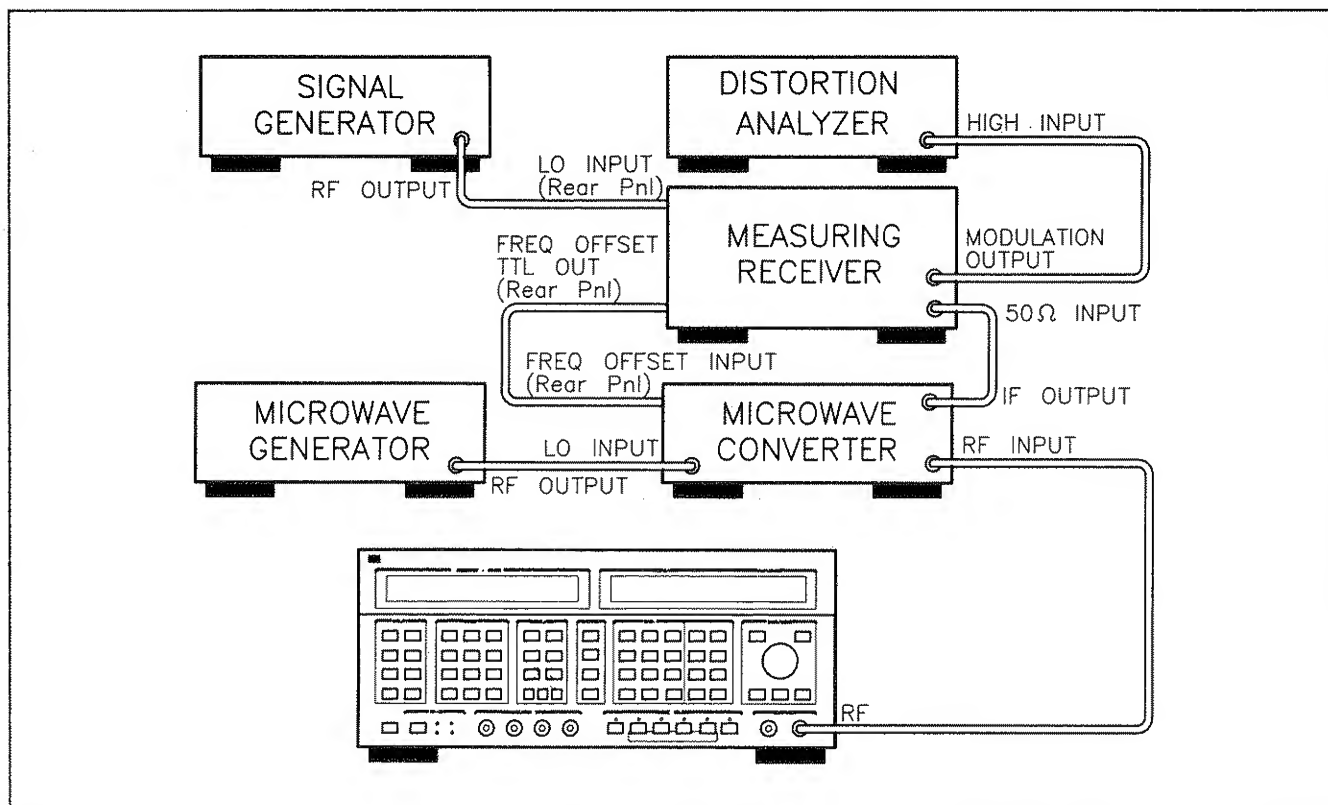 SIGNAL
GENERATOR
RF OUTPUT
DISTORTION
ANALYZER
HIGH INPUT
LO INPUT
(Rear Pnl)
MEASURING
RECEIVER
MODULATION
OUTPUT
50Ω INPUT
FREQ OFFSET
TTL OUT
(Rear Pnl)
FREQ OFFSET INPUT
(Rear Pnl)
MICROWAVE
GENERATOR
RF OUTPUT
LO INPUT
MICROWAVE
CONVERTER
IF OUTPUT
RF INPUT
RF